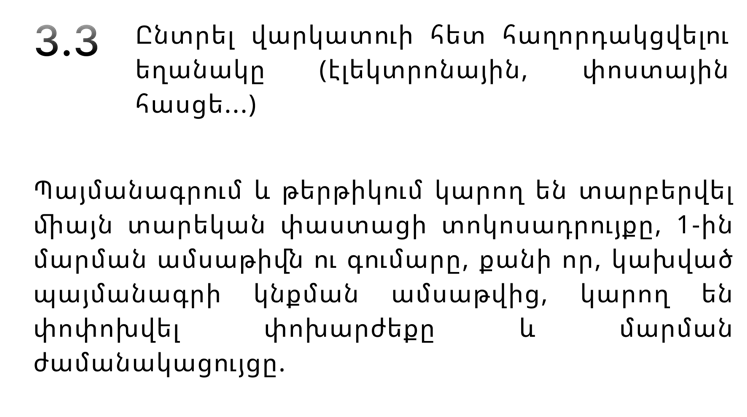 3.3 Ընտրել վարկատուի հետ հաղորդակցվելու
եղանակը (էլեկտրոնային, փոստային
հասցե...)
Պայմանագրում և թերթիկում կարող են տարբերվել
միայն տարեկան փաստացի տոկոսադրույքը, 1-ին
մարման ամսաթիվն ու գումարը, քանի որ, կախված
պայմանագրի կնքման ամսաթվից, կարող են
փոփոխվել փոխարժեքը և մարման
ժամանակացույցը.